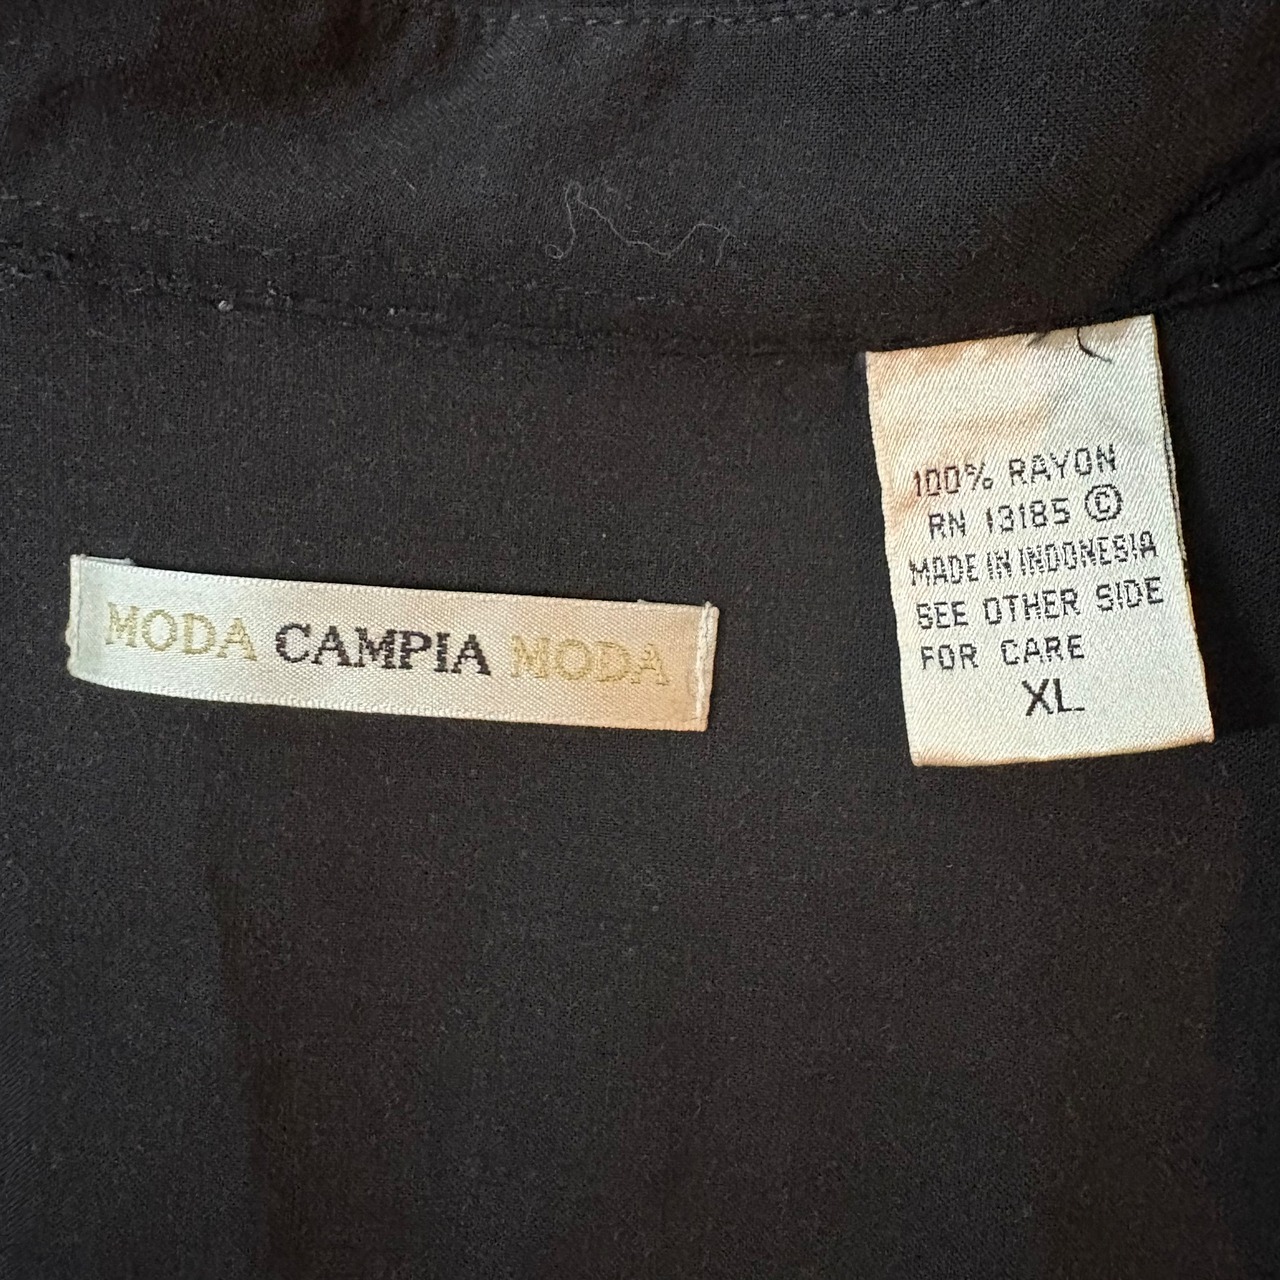 MODA CAMPIA MODA
100% RAYON
RN 13185 ©
MADE IN INDONESIA
SEE OTHER SIDE
FOR CARE
XL